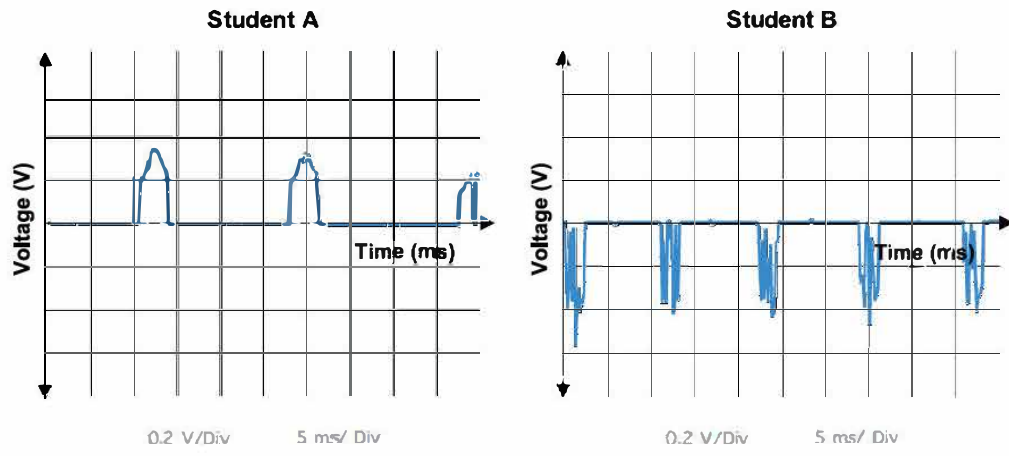 Student A
Voltage (V)
Time (ms)
0.2 V/Div 5 ms/ Div
Student B
Voltage (V)
Time (ms)
0.2 V/Div 5 ms/ Div